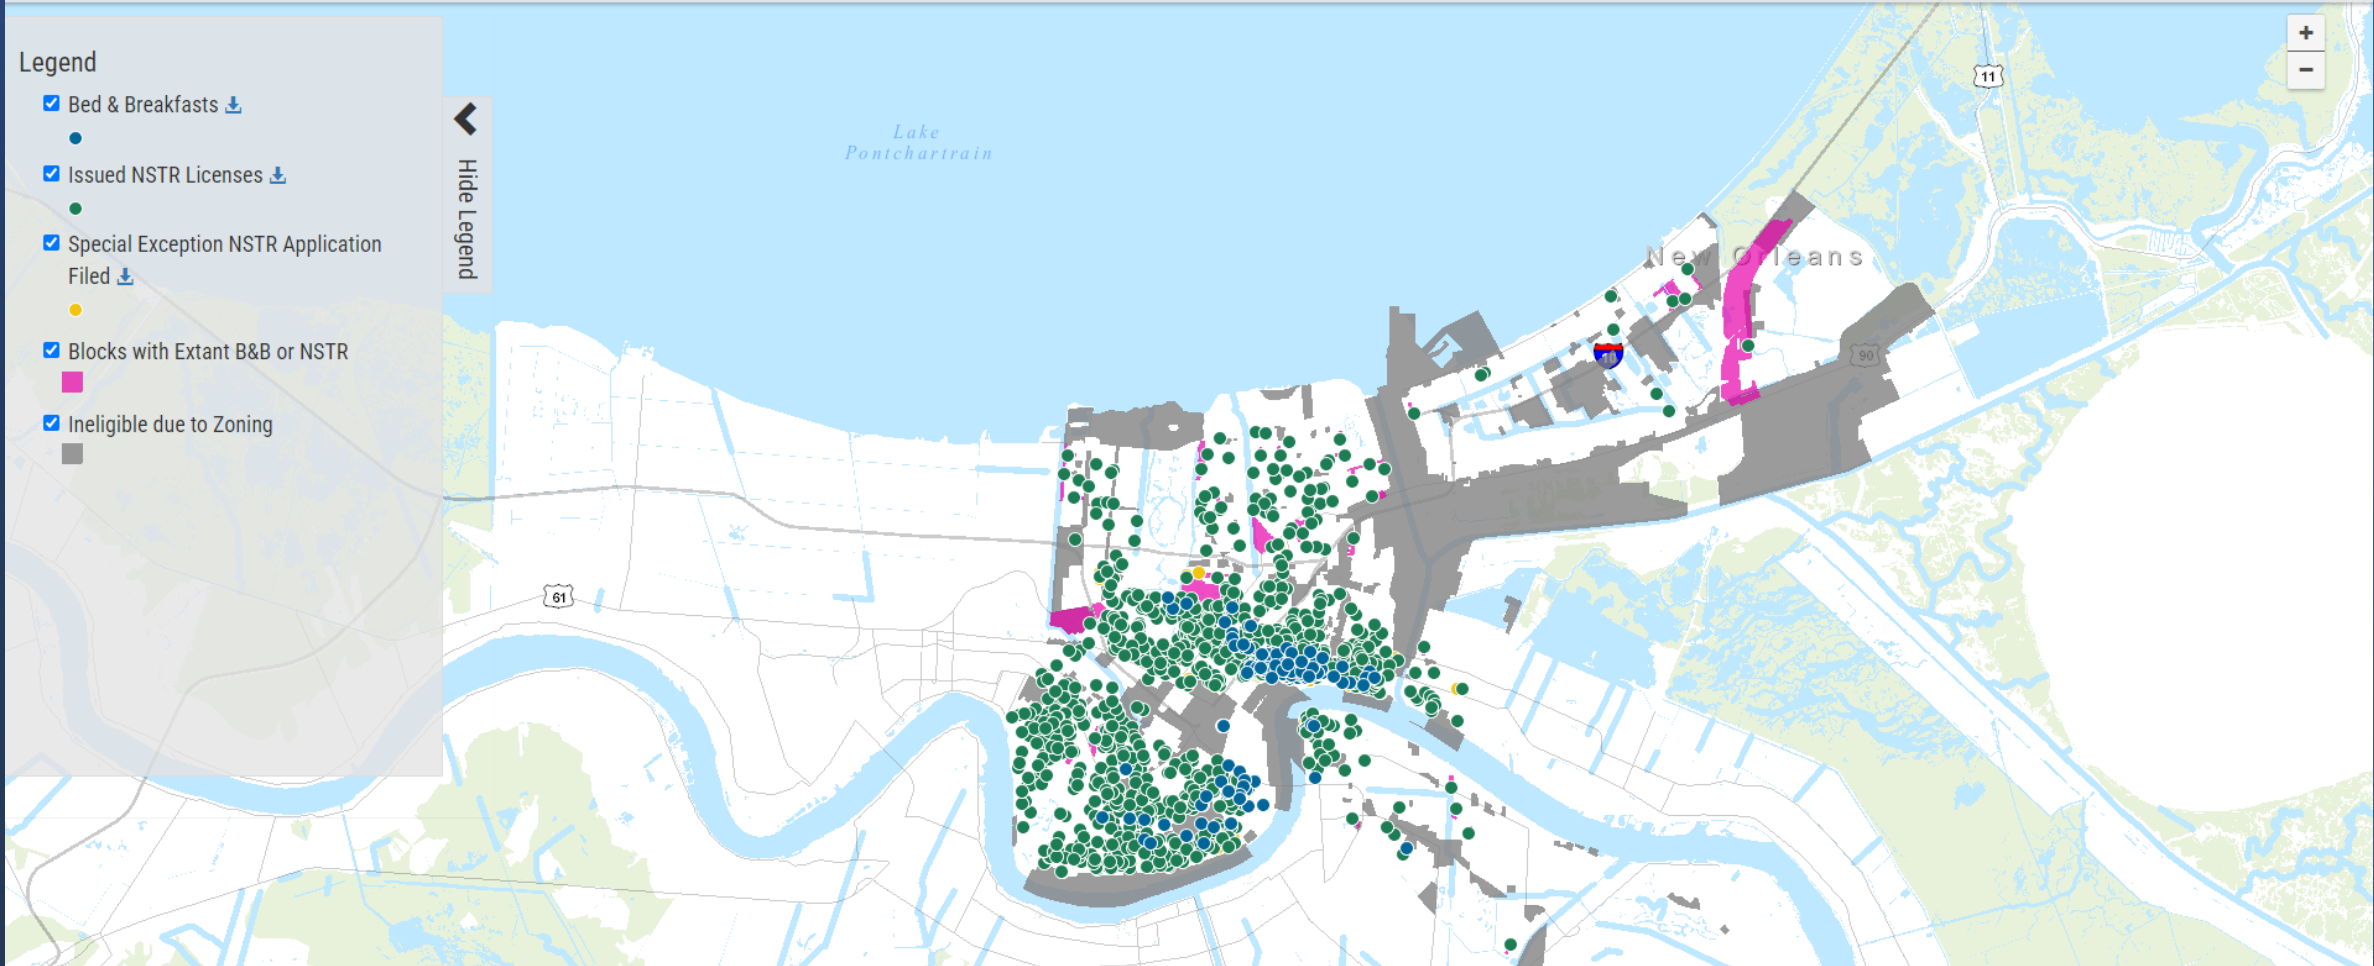 Legend
Bed & Breakfasts
Issued NSTR Licenses
Special Exception NSTR Application
Filed
Blocks with Extant B&B or NSTR
Ineligible due to Zoning
Hide Legend
Lake
Pontchartrain
+
−
11
New Orleans
10
90
61